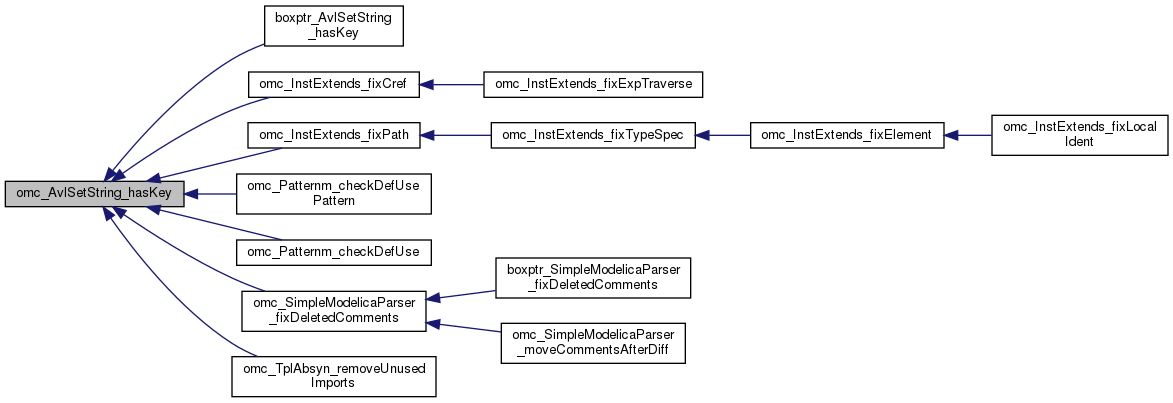 boxptr_AvlSetString
_hasKey
omc_InstExtends_fixCref
omc_InstExtends_fixExpTraverse
omc_InstExtends_fixPath
omc_InstExtends_fixTypeSpec
omc_InstExtends_fixElement
omc_InstExtends_fixLocal
Ident
omc_AvlSetString_hasKey
omc_Patternm_checkDefUse
Pattern
omc_Patternm_checkDefUse
omc_SimpleModelicaParser
_fixDeletedComments
boxptr_SimpleModelicaParser
_fixDeletedComments
omc_SimpleModelicaParser
_moveCommentsAfterDiff
omc_TplAbsyn_removeUnused
Imports